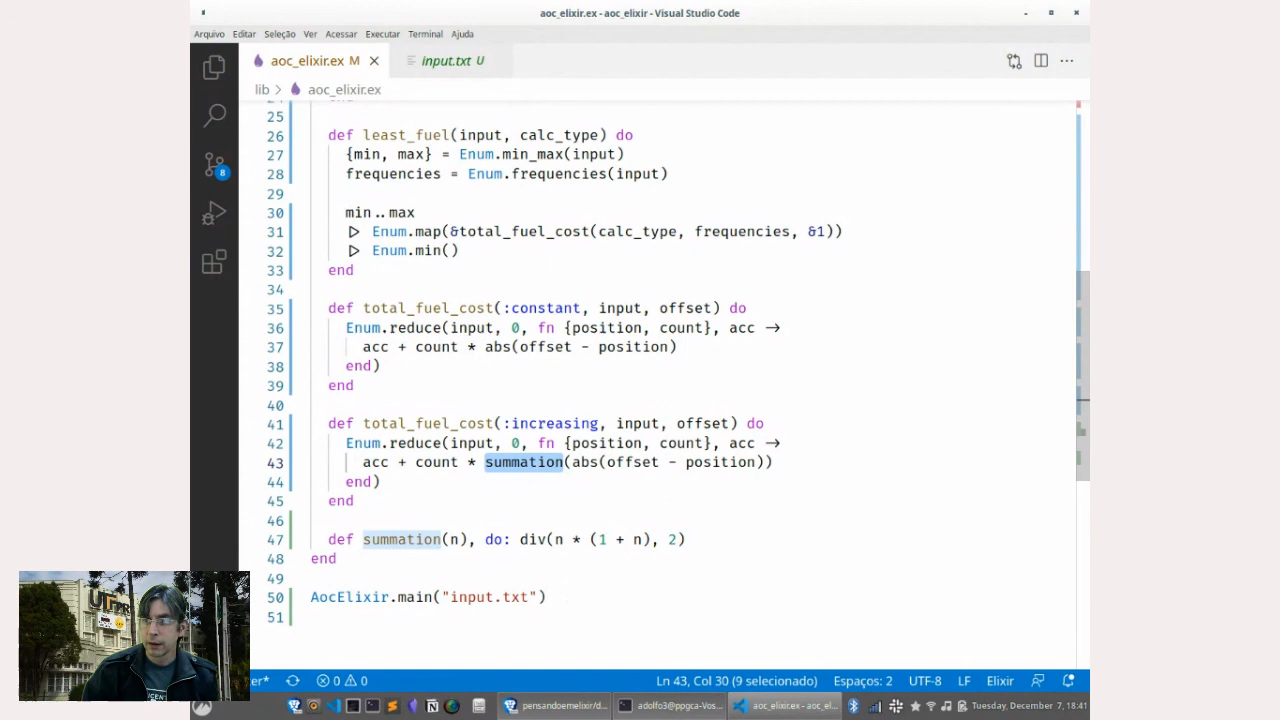 aoc_elixir.ex - aoc_elixir - Visual Studio Code
Arquivo Editar Seleção Ver Acessar Executar Terminal Ajuda
aoc_elixir.ex M input.txt U
lib > aoc_elixir.ex
25
26 def least_fuel(input, calc_type) do
27 {min, max} = Enum.min_max(input)
28 frequencies = Enum.frequencies(input)
29
30 min..max
31 |> Enum.map(&total_fuel_cost(calc_type, frequencies, &1))
32 |> Enum.min()
33 end
34
35 def total_fuel_cost(:constant, input, offset) do
36 Enum.reduce(input, 0, fn {position, count}, acc ->
37 acc + count * abs(offset - position)
38 end)
39 end
40
41 def total_fuel_cost(:increasing, input, offset) do
42 Enum.reduce(input, 0, fn {position, count}, acc ->
43 acc + count * summation(abs(offset - position))
44 end)
45 end
46
47 def summation(n), do: div(n * (1 + n), 2)
48 end
49
50 AocElixir.main("input.txt")
51
8
er* 0 0 Ln 43, Col 30 (9 selecionado) Espaços: 2 UTF-8 LF Elixir
pensandoemelixir/d... adolfo3@ppgca-Vos... aoc_elixir.ex - aoc_el... Tuesday, December 7, 18:41